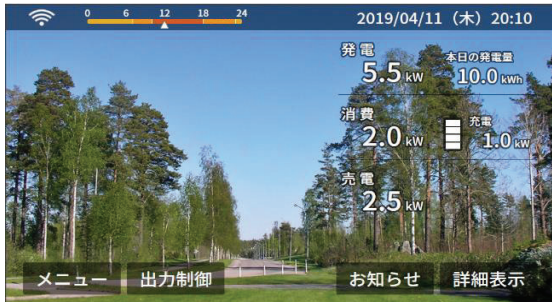 0 6 12 18 24
2019/04/11（木）20:10
発電
5.5 kW
本日の発電量
10.0 kWh
消費
2.0 kW
充電
1.0 kW
売電
2.5 kW
メニュー
出力制御
お知らせ
詳細表示